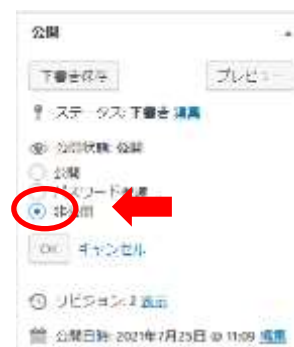 公開
下書き保存 プレビュー
ステータス: 下書き 編集
公開状態: 公開
公開
パスワード保護
非公開
OK キャンセル
リビジョン: 2 表示
公開日時: 2021年7月25日 @ 11:09 編集